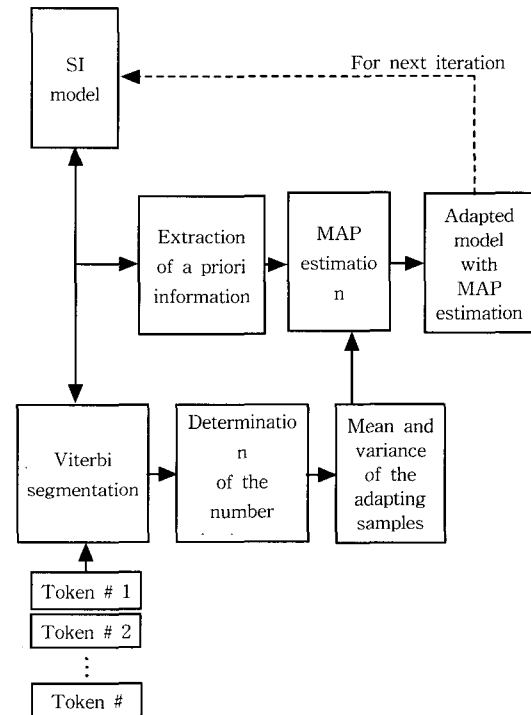 SI
model
For next iteration
Extraction
of a priori
information
MAP
estimatio
n
Adapted
model
with
MAP
estimation
Viterbi
segmentation
Determinatio
n
of the
number
Mean and
variance
of the
adapting
samples
Token # 1
Token # 2
⋮
Token #